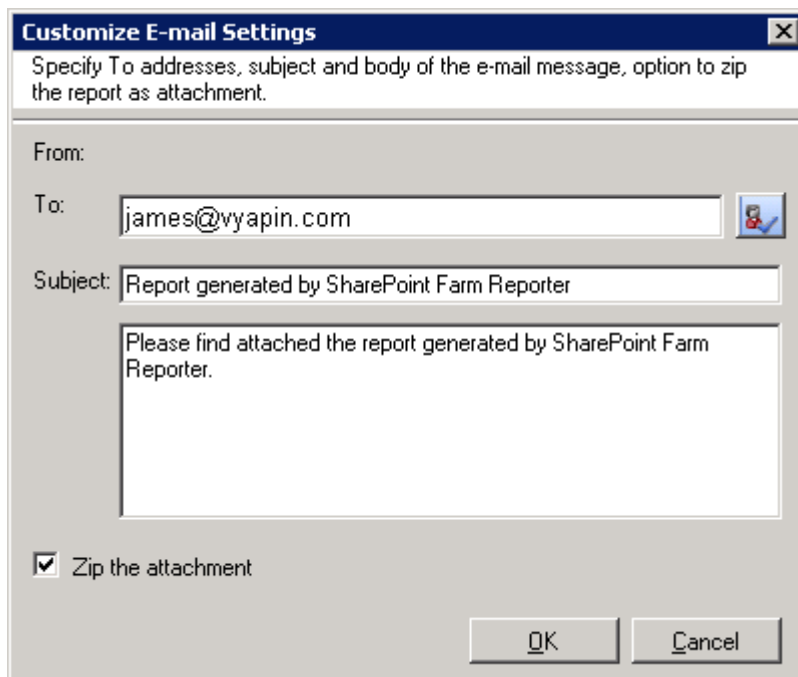 Customize E-mail Settings
Specify To addresses, subject and body of the e-mail message, option to zip
the report as attachment.
From:
To:
james@vyapin.com
Subject:
Report generated by SharePoint Farm Reporter
Please find attached the report generated by SharePoint Farm
Reporter.
Zip the attachment
OK
Cancel